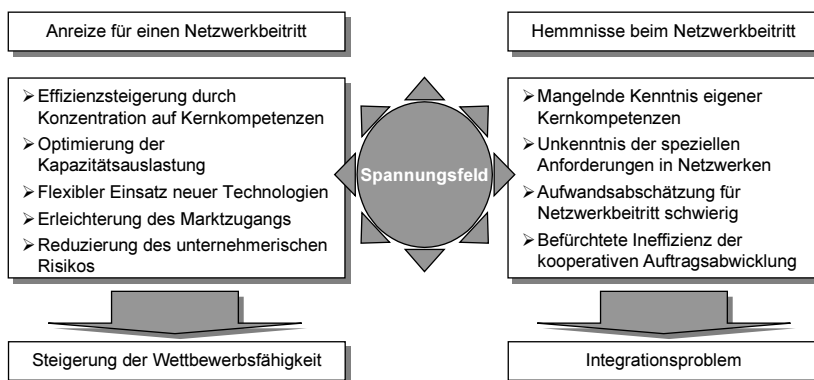 Anreize für einen Netzwerkbeitritt
➢ Effizienzsteigerung durch
Konzentration auf Kernkompetenzen
➢ Optimierung der
Kapazitätsauslastung
➢ Flexibler Einsatz neuer Technologien
➢ Erleichterung des Marktzugangs
➢ Reduzierung des unternehmerischen
Risikos
Steigerung der Wettbewerbsfähigkeit
Spannungsfeld
Hemmnisse beim Netzwerkbeitritt
➢ Mangelnde Kenntnis eigener
Kernkompetenzen
➢ Unkenntnis der speziellen
Anforderungen in Netzwerken
➢ Aufwandsabschätzung für
Netzwerkbeitritt schwierig
➢ Befürchtete Ineffizienz der
kooperativen Auftragsabwicklung
Integrationsproblem